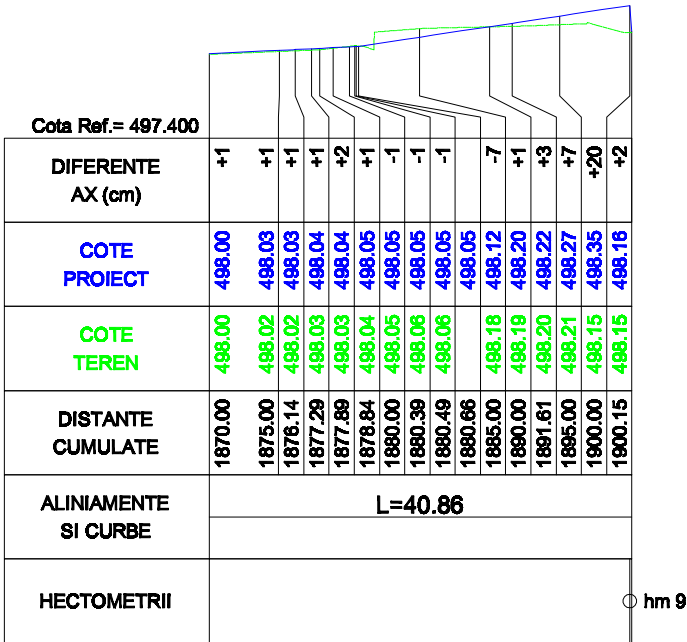 Cota Ref.= 497.400
DIFERENTE
AX (cm)
+1 +1 +1 +1 +2 +1 -1 -1 -1 -7 +1 +3 +7 +20 +2
COTE
PROIECT
498.00 498.03 498.03 498.04 498.04 498.05 498.05 498.05 498.05 498.05 498.12 498.20 498.22 498.27 498.35 498.16
COTE
TEREN
498.00 498.02 498.02 498.03 498.03 498.04 498.05 498.06 498.06 498.18 498.19 498.20 498.21 498.15 498.15
DISTANTE
CUMULATE
1870.00 1875.00 1876.14 1877.29 1877.89 1878.84 1880.00 1880.39 1880.49 1880.66 1885.00 1890.00 1891.61 1895.00 1900.00 1900.15
ALINIAMENTE
SI CURBE
L=40.86
HECTOMETRII
hm 9